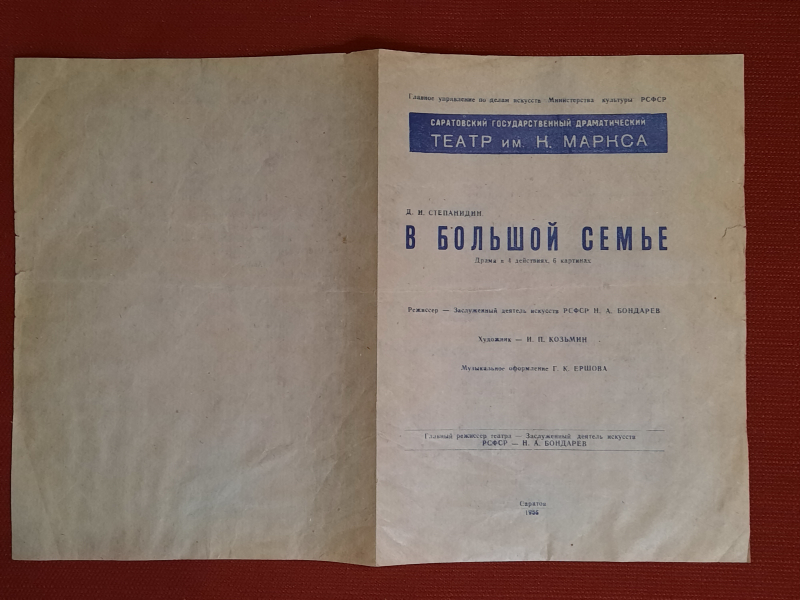 Главное управление по делам искусств Министерства культуры РСФСР
САРАТОВСКИЙ ГОСУДАРСТВЕННЫЙ ДРАМАТИЧЕСКИЙ
ТЕАТР им. К. МАРКСА
Д. И. СТЕПАНИДИН
В БОЛЬШОЙ СЕМЬЕ
Драма в 4 действиях, 6 картинах
Режиссер — Заслуженный деятель искусств РСФСР Н. А. БОНДАРЕВ
Художник — Н. П. КОЗЬМИН
Музыкальное оформление Г. К. ЕРШОВА
Главный режиссер театра — Заслуженный деятель искусств
РСФСР — Н. А. БОНДАРЕВ
Саратов
1956